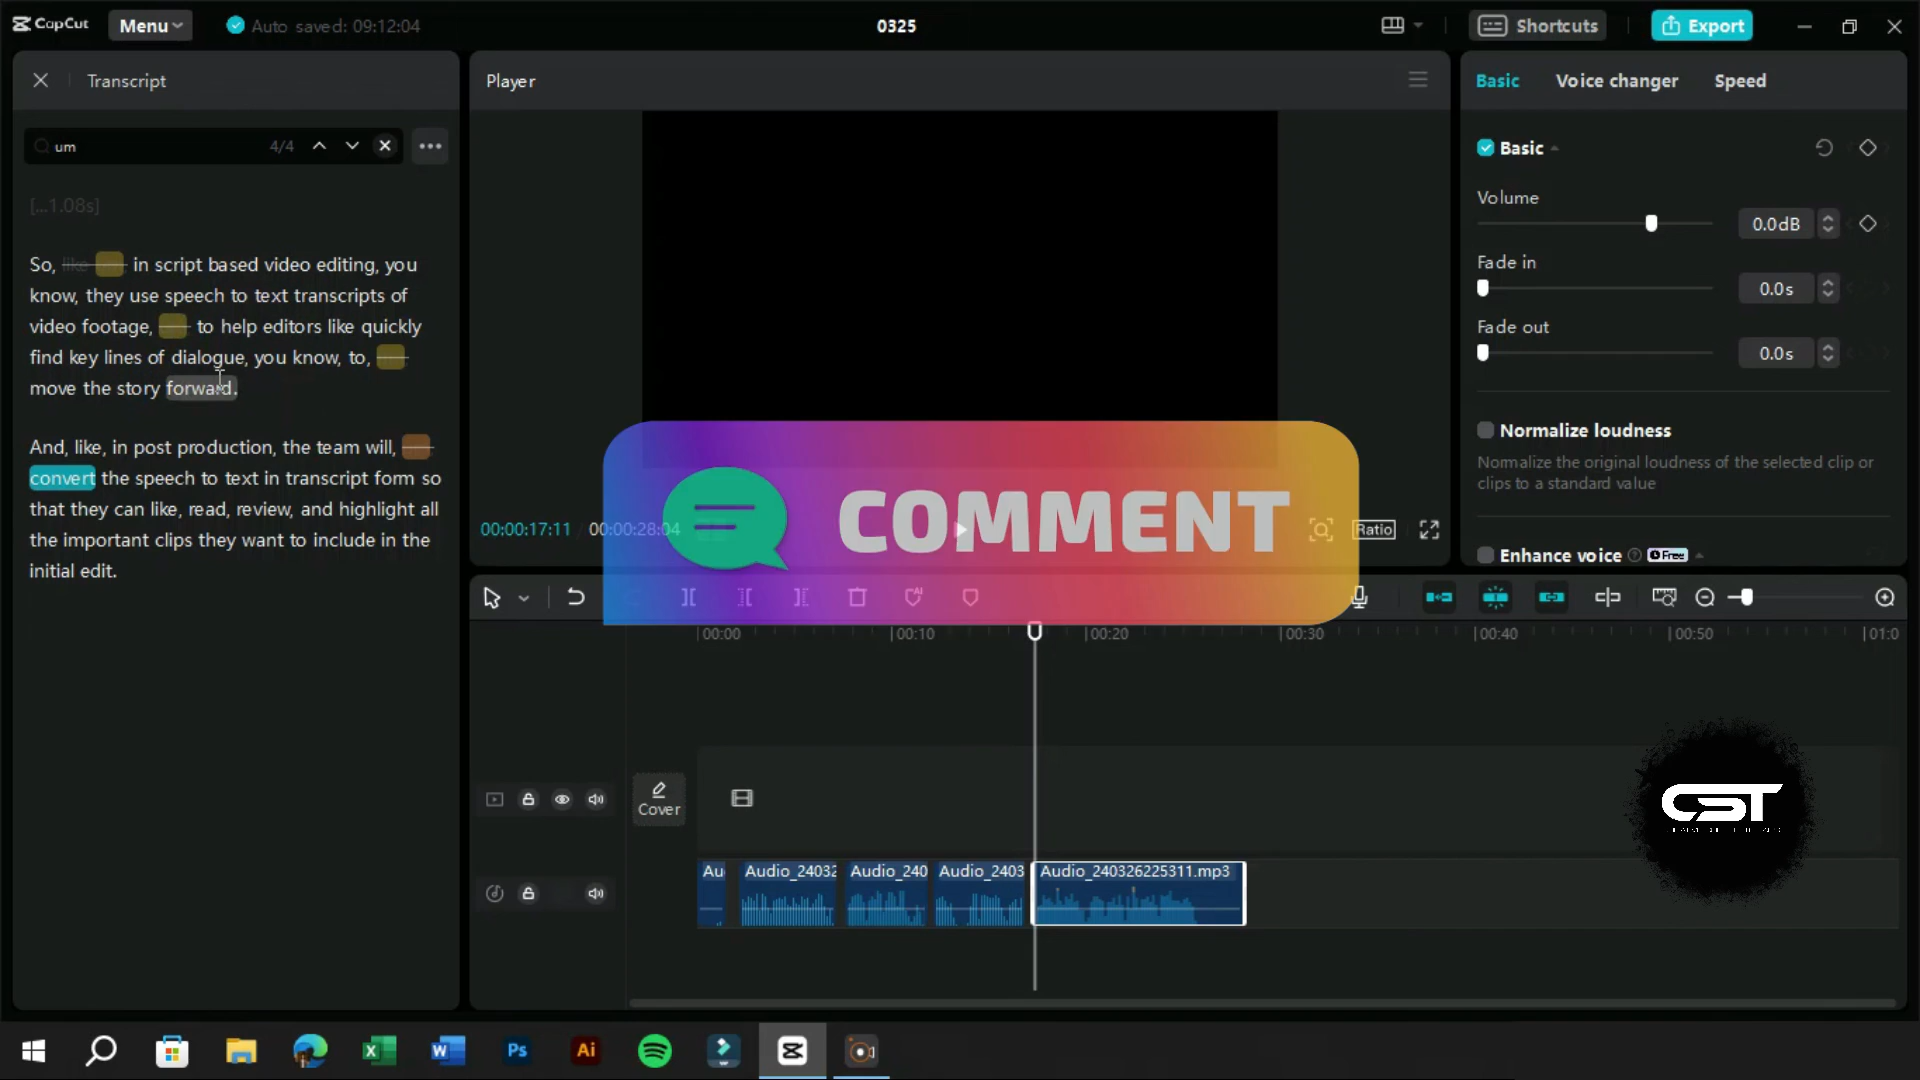 CapCut
Menu
Auto saved: 09:12:04
0325
Shortcuts
Export
Transcript
um
4/4
[...1.08s]
So, like in script based video editing, you
know, they use speech to text transcripts of
video footage, to help editors like quickly
find key lines of dialogue, you know, to,
move the story forward.
And, like, in post production, the team will,
convert the speech to text in transcript form so
that they can like, read, review, and highlight all
the important clips they want to include in the
initial edit.
Player
00:00:17:11 / 00:00:28:04
COMMENT
Ratio
Basic Voice changer Speed
Basic
Volume
0.0dB
Fade in
0.0s
Fade out
0.0s
Normalize loudness
Normalize the original loudness of the selected clip or
clips to a standard value
Enhance voice Free
00:00 00:10 00:20 00:30 00:40 00:50 01:0
Cover
Au Audio_24032 Audio_240 Audio_2403 Audio_240326225311.mp3
CST
X W Ps Ai